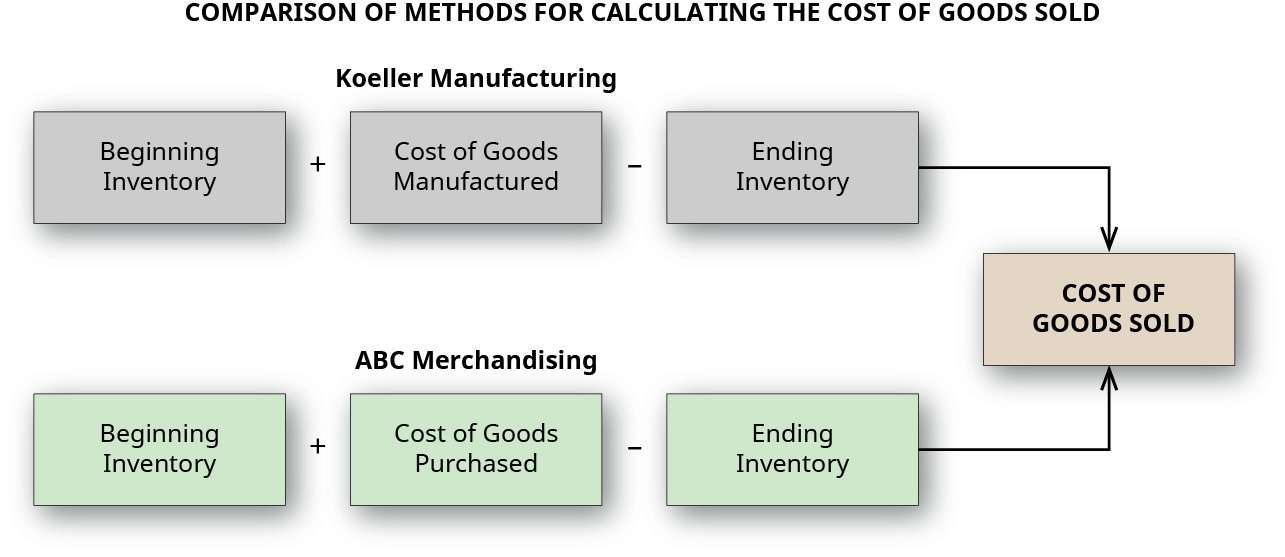 COMPARISON OF METHODS FOR CALCULATING THE COST OF GOODS SOLD
Koeller Manufacturing
Beginning
Inventory
+
Cost of Goods
Manufactured
–
Ending
Inventory
COST OF
GOODS SOLD
ABC Merchandising
Beginning
Inventory
+
Cost of Goods
Purchased
–
Ending
Inventory